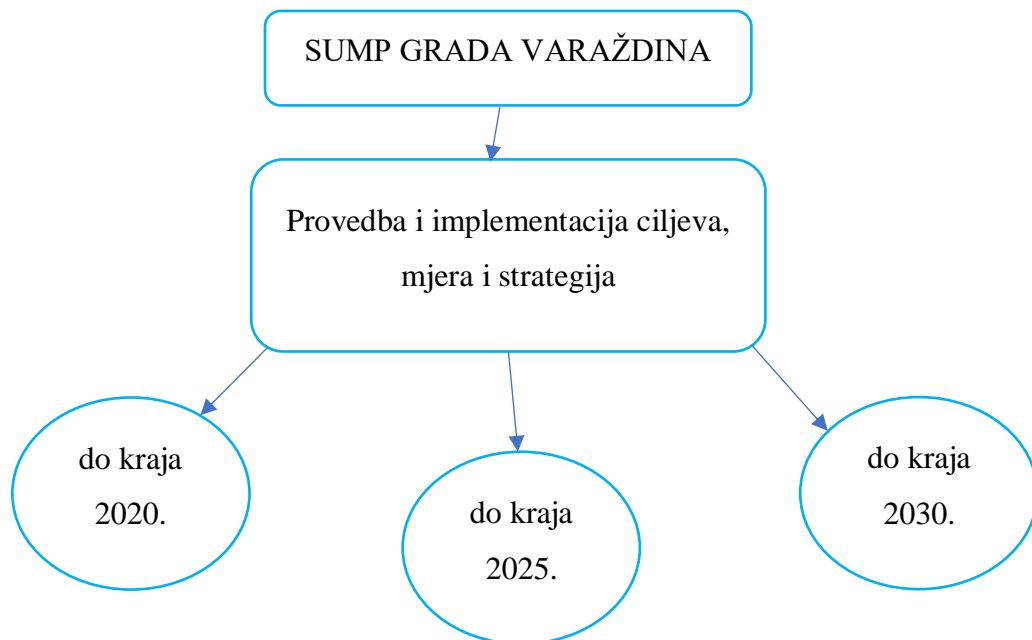 SUMP GRADA VARAŽDINA
Provedba i implementacija ciljeva,
mjera i strategija
do kraja
2020.
do kraja
2025.
do kraja
2030.